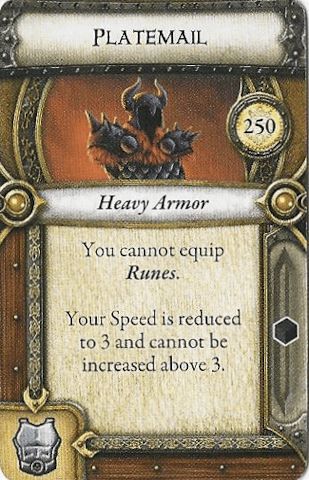 PLATEMAIL
250
Heavy Armor
You cannot equip
Runes.
Your Speed is reduced
to 3 and cannot be
increased above 3.